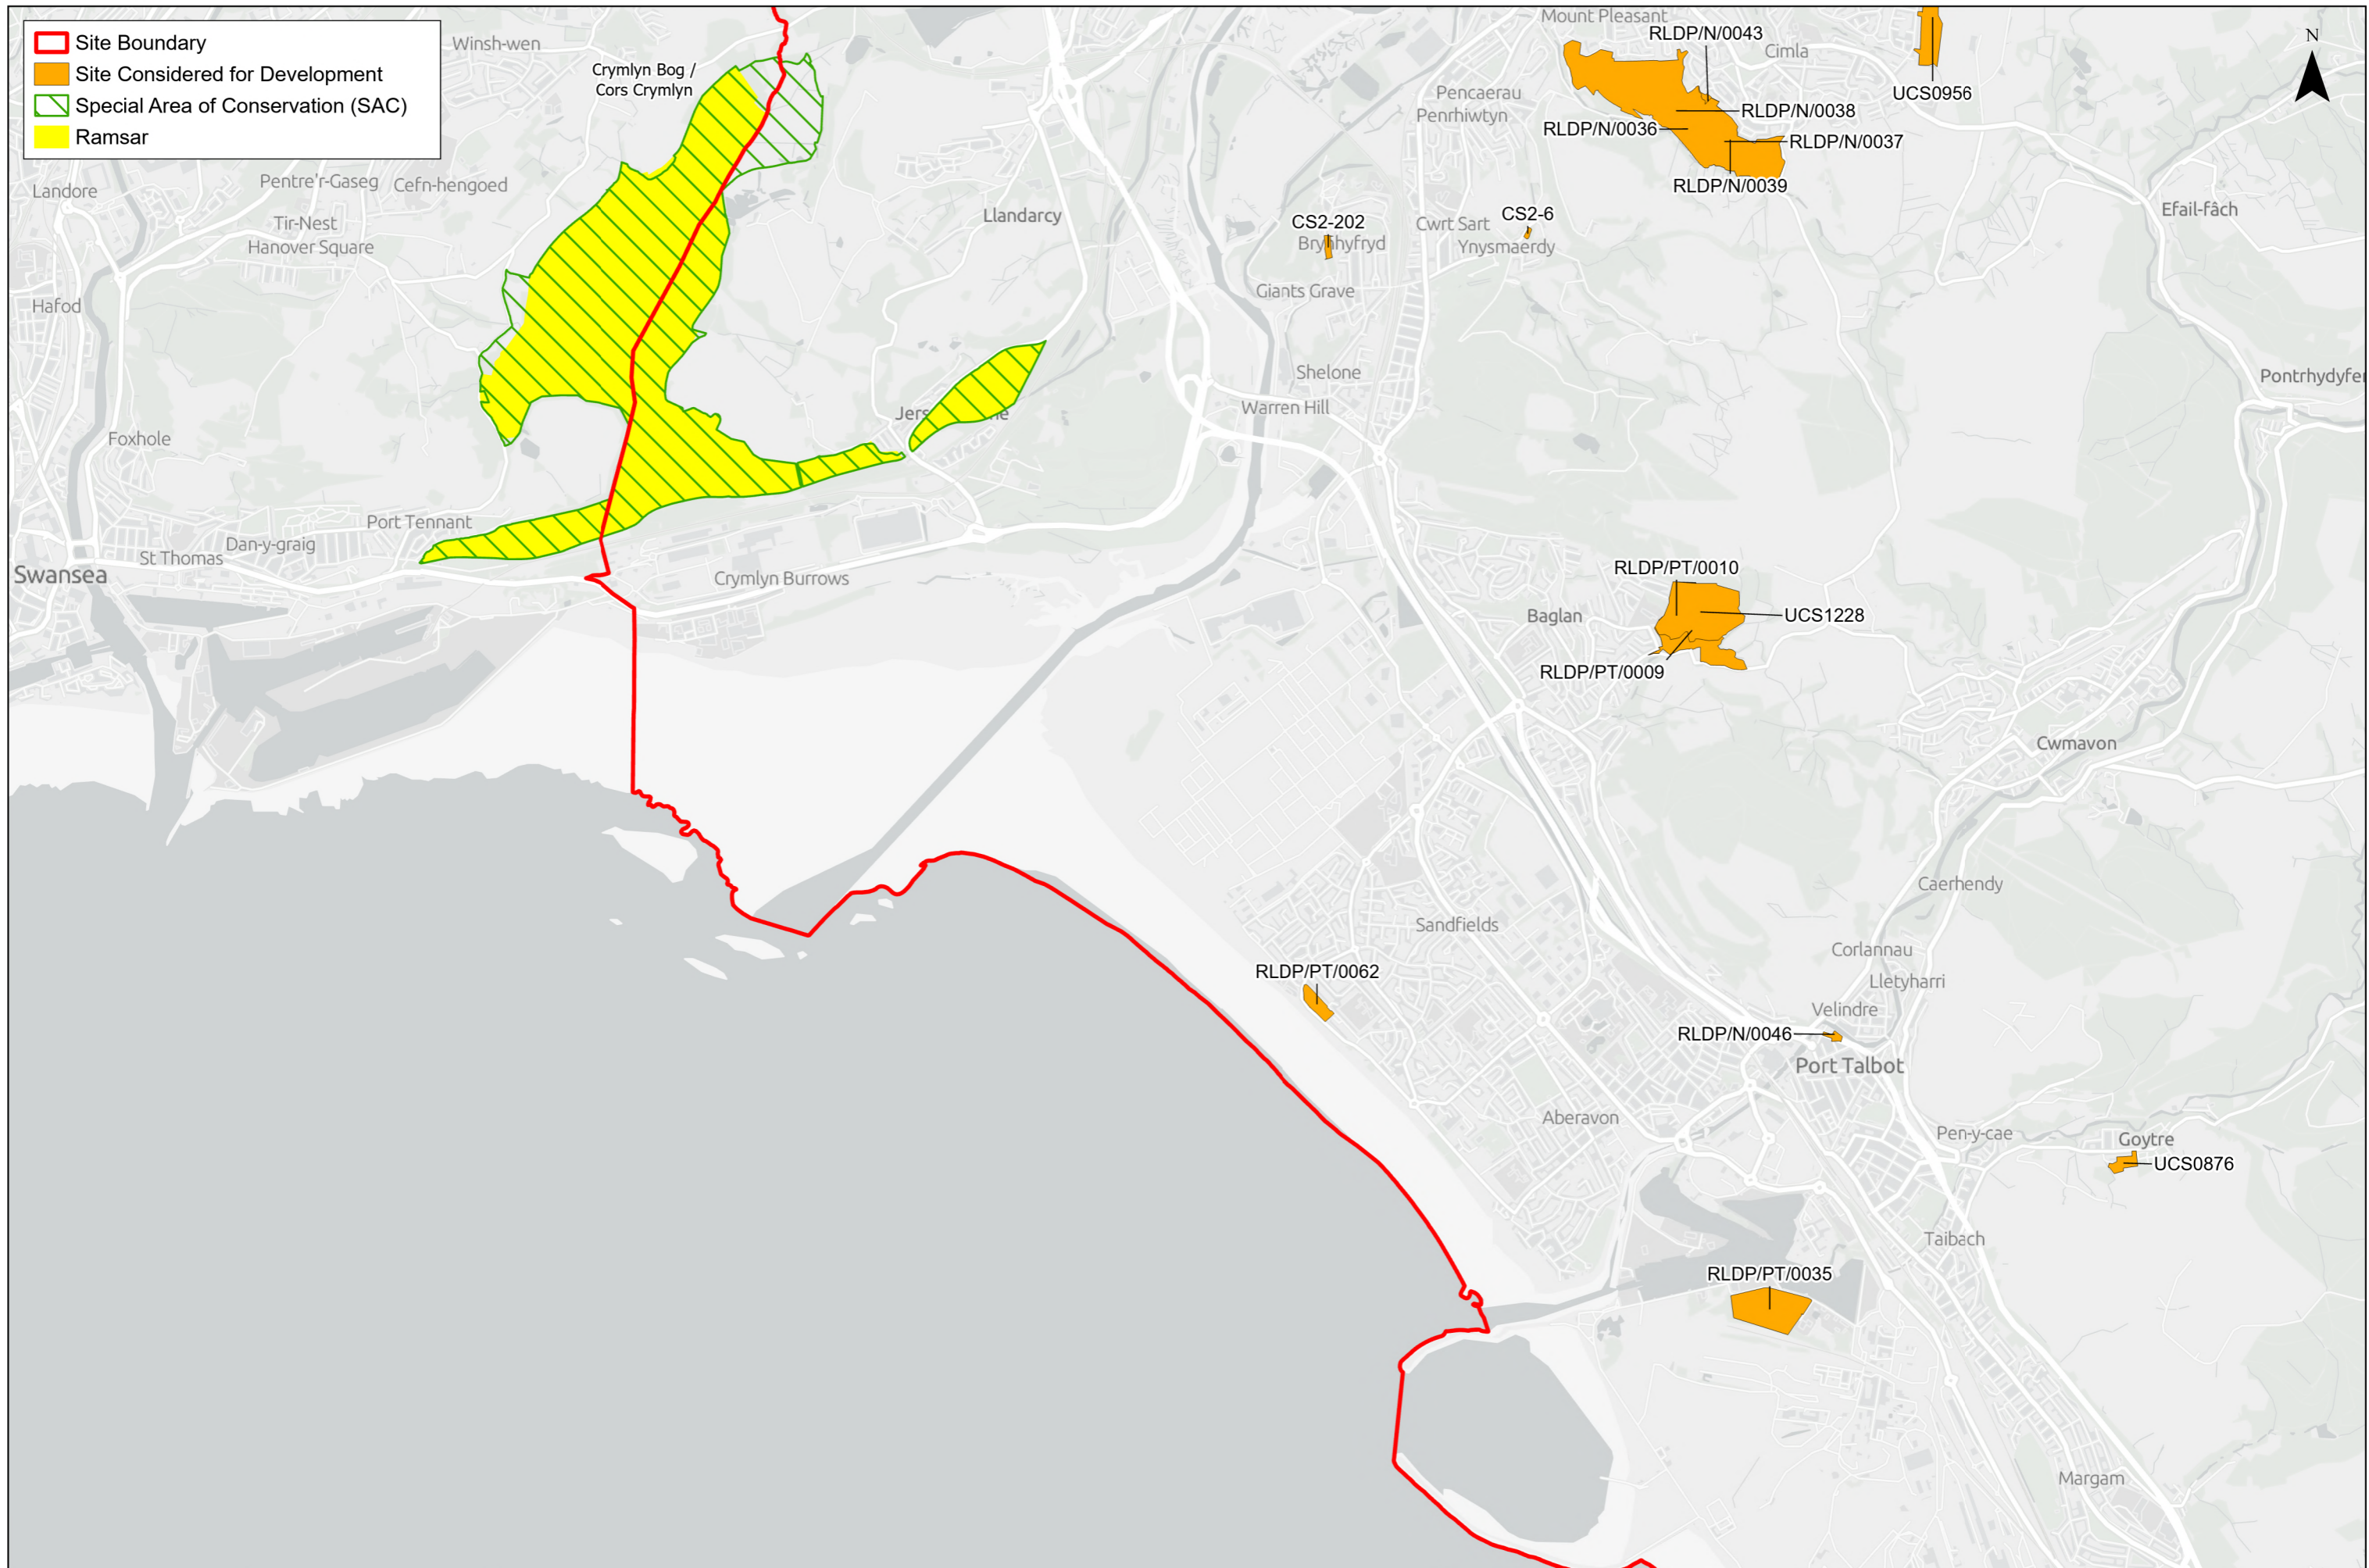 Site Boundary
Site Considered for Development
Special Area of Conservation (SAC)
Ramsar
Winsh-wen
Crymlyn Bog /
Cors Crymlyn
Mount Pleasant
RLDP/N/0043
Cimla
UCS0956
N
Pencaerau
Penrhiwtyn
RLDP/N/0038
RLDP/N/0036
RLDP/N/0037
RLDP/N/0039
Landore
Pentre'r-Gaseg
Cefn-hengoed
Tir-Nest
Hanover Square
Llandarcy
CS2-202
Brynhyfryd
Cwrt Sart
CS2-6
Ynysmaerdy
Efail-fâch
Hafod
Giants Grave
Shelone
Pontrhydyfe
Warren Hill
Jers
ne
Foxhole
Port Tennant
Dan-y-graig
St Thomas
Swansea
Crymlyn Burrows
RLDP/PT/0010
Baglan
UCS1228
RLDP/PT/0009
Cwmavon
Caerhendy
Sandfields
Corlannau
RLDP/PT/0062
Lletyharri
Velindre
RLDP/N/0046
Port Talbot
Aberavon
Pen-y-cae
Goytre
UCS0876
Taibach
RLDP/PT/0035
Margam